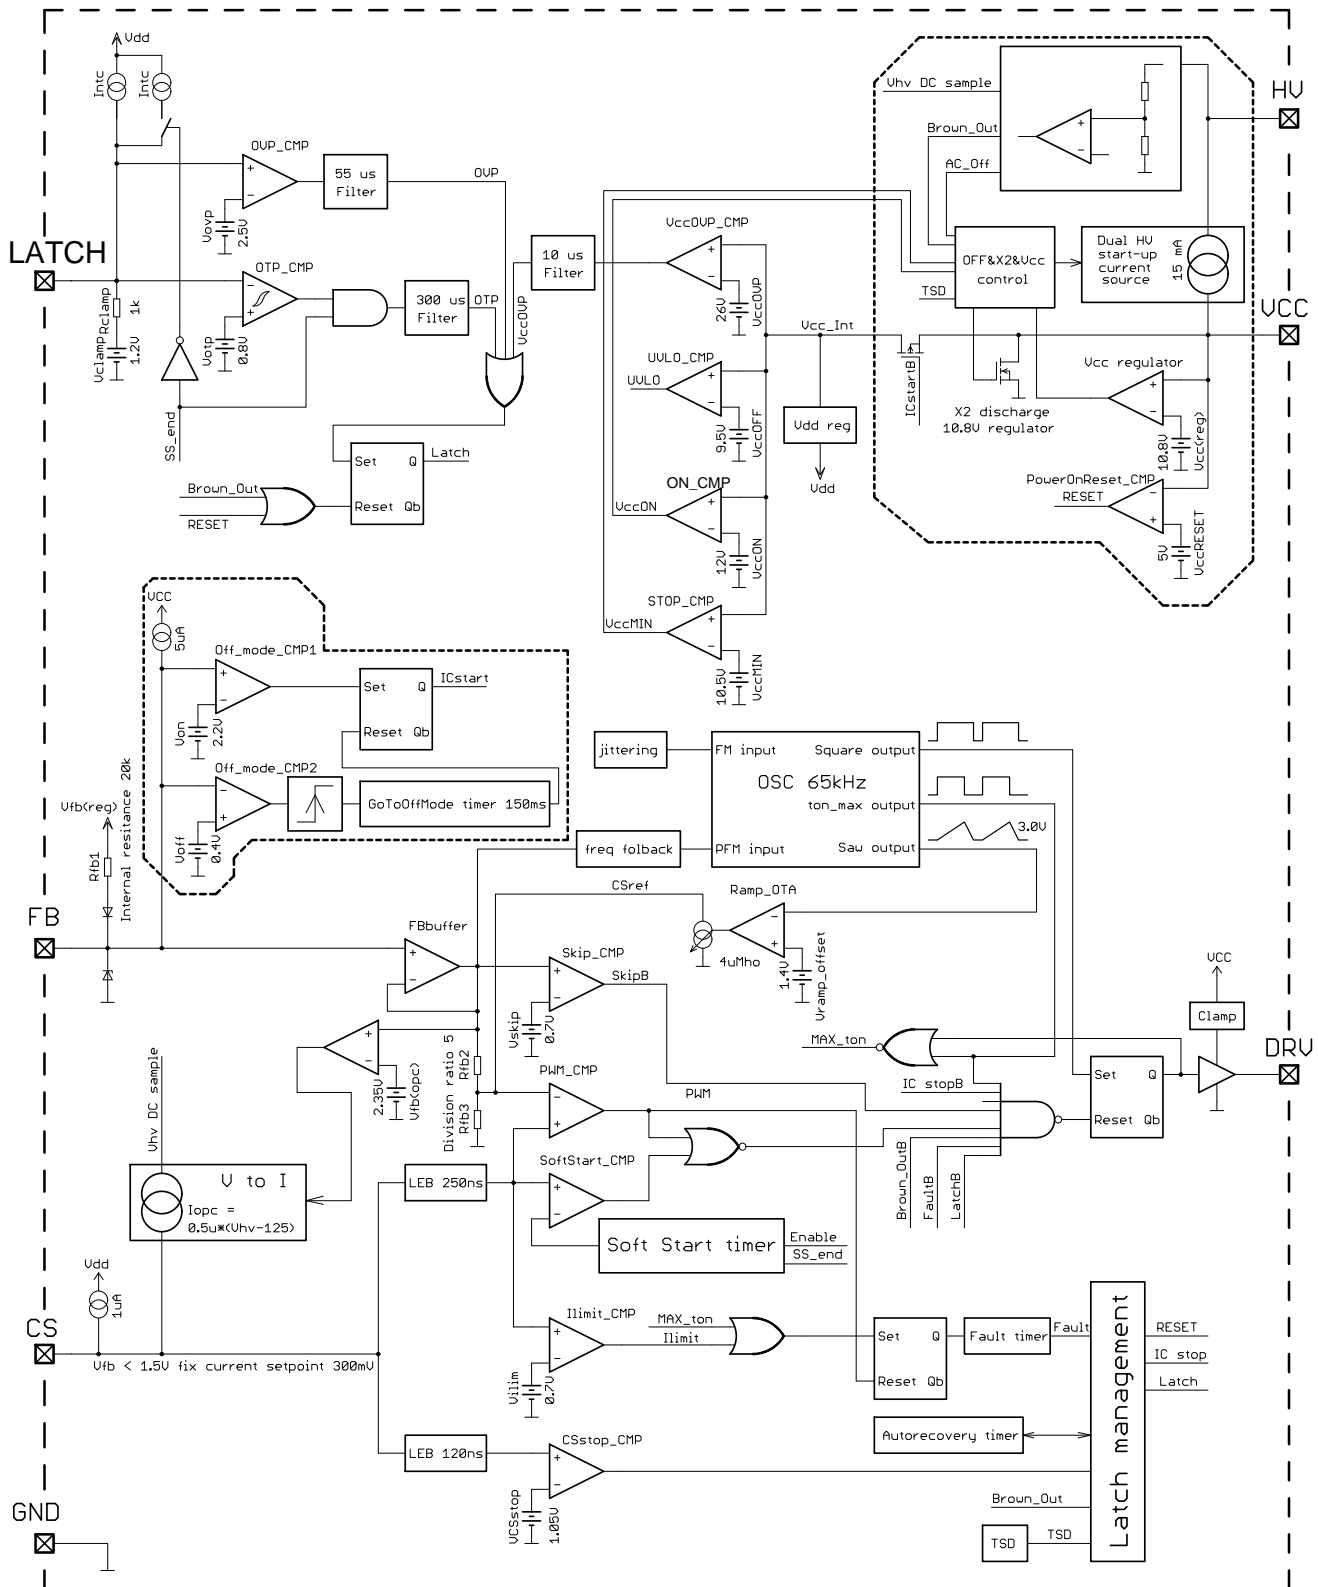 Vdd
Intc
Intc
OVP_CMP
+
-
Vovp
2.5V
55 us
Filter
OVP
LATCH
OTP_CMP
Votp
0.8V
Rclamp
1k
Vclamp
1.2V
SS_end
300 us
Filter
OTP
VccOVP
10 us
Filter
Set Q
Reset Qb
Latch
Brown_Out
RESET
VccOVP_CMP
26V
VccOVP
UVLO_CMP
UVLO
9.5V
VccOFF
ON_CMP
VccON
12V
VccON
STOP_CMP
VccMIN
10.5V
VccMIN
Vcc_Int
Vdd reg
Vdd
ICstartB
Vhv DC sample
Brown_Out
AC_Off
HV
OFF&X2&Vcc
control
TSD
Dual HV
start-up
current
source
15 mA
VCC
X2 discharge
10.8V regulator
Vcc regulator
10.8V
Vcc(reg)
PowerOnReset_CMP
RESET
5V
VccRESET
VCC
5uA
Off_mode_CMP1
Von
2.2V
Set Q
Reset Qb
ICstart
Off_mode_CMP2
Voff
0.4V
GoToOffMode timer 150ms
Vfb(reg)
Rfb1
Internal resitance 20k
FB
jittering
FM input
Square output
OSC 65kHz
ton_max output
PFM input
Saw output
3.0V
freq folback
CSref
Ramp_OTA
4uMho
1.4V
Vramp_offset
FBbuffer
Skip_CMP
SkipB
Vskip
0.7V
2.35V
Vfb(opc)
Division ratio 5
Rfb2
Rfb3
PWM_CMP
PWM
SoftStart_CMP
Soft Start timer
Enable
SS_end
MAX_ton
IC stopB
Brown_OutB
FaultB
LatchB
Set Q
Reset Qb
VCC
Clamp
DRV
Vhv DC sample
V to I
Iopc =
0.5u*(Vhv-125)
LEB 250ns
Vdd
1uA
CS
Vfb < 1.5V fix current setpoint 300mV
Ilimit_CMP
Vilim
0.7V
MAX_ton
Ilimit
Set Q
Reset Qb
Fault timer
Fault
Latch management
RESET
IC stop
Latch
Autorecovery timer
LEB 120ns
CSstop_CMP
VCSstop
1.05V
Brown_Out
TSD
TSD
GND